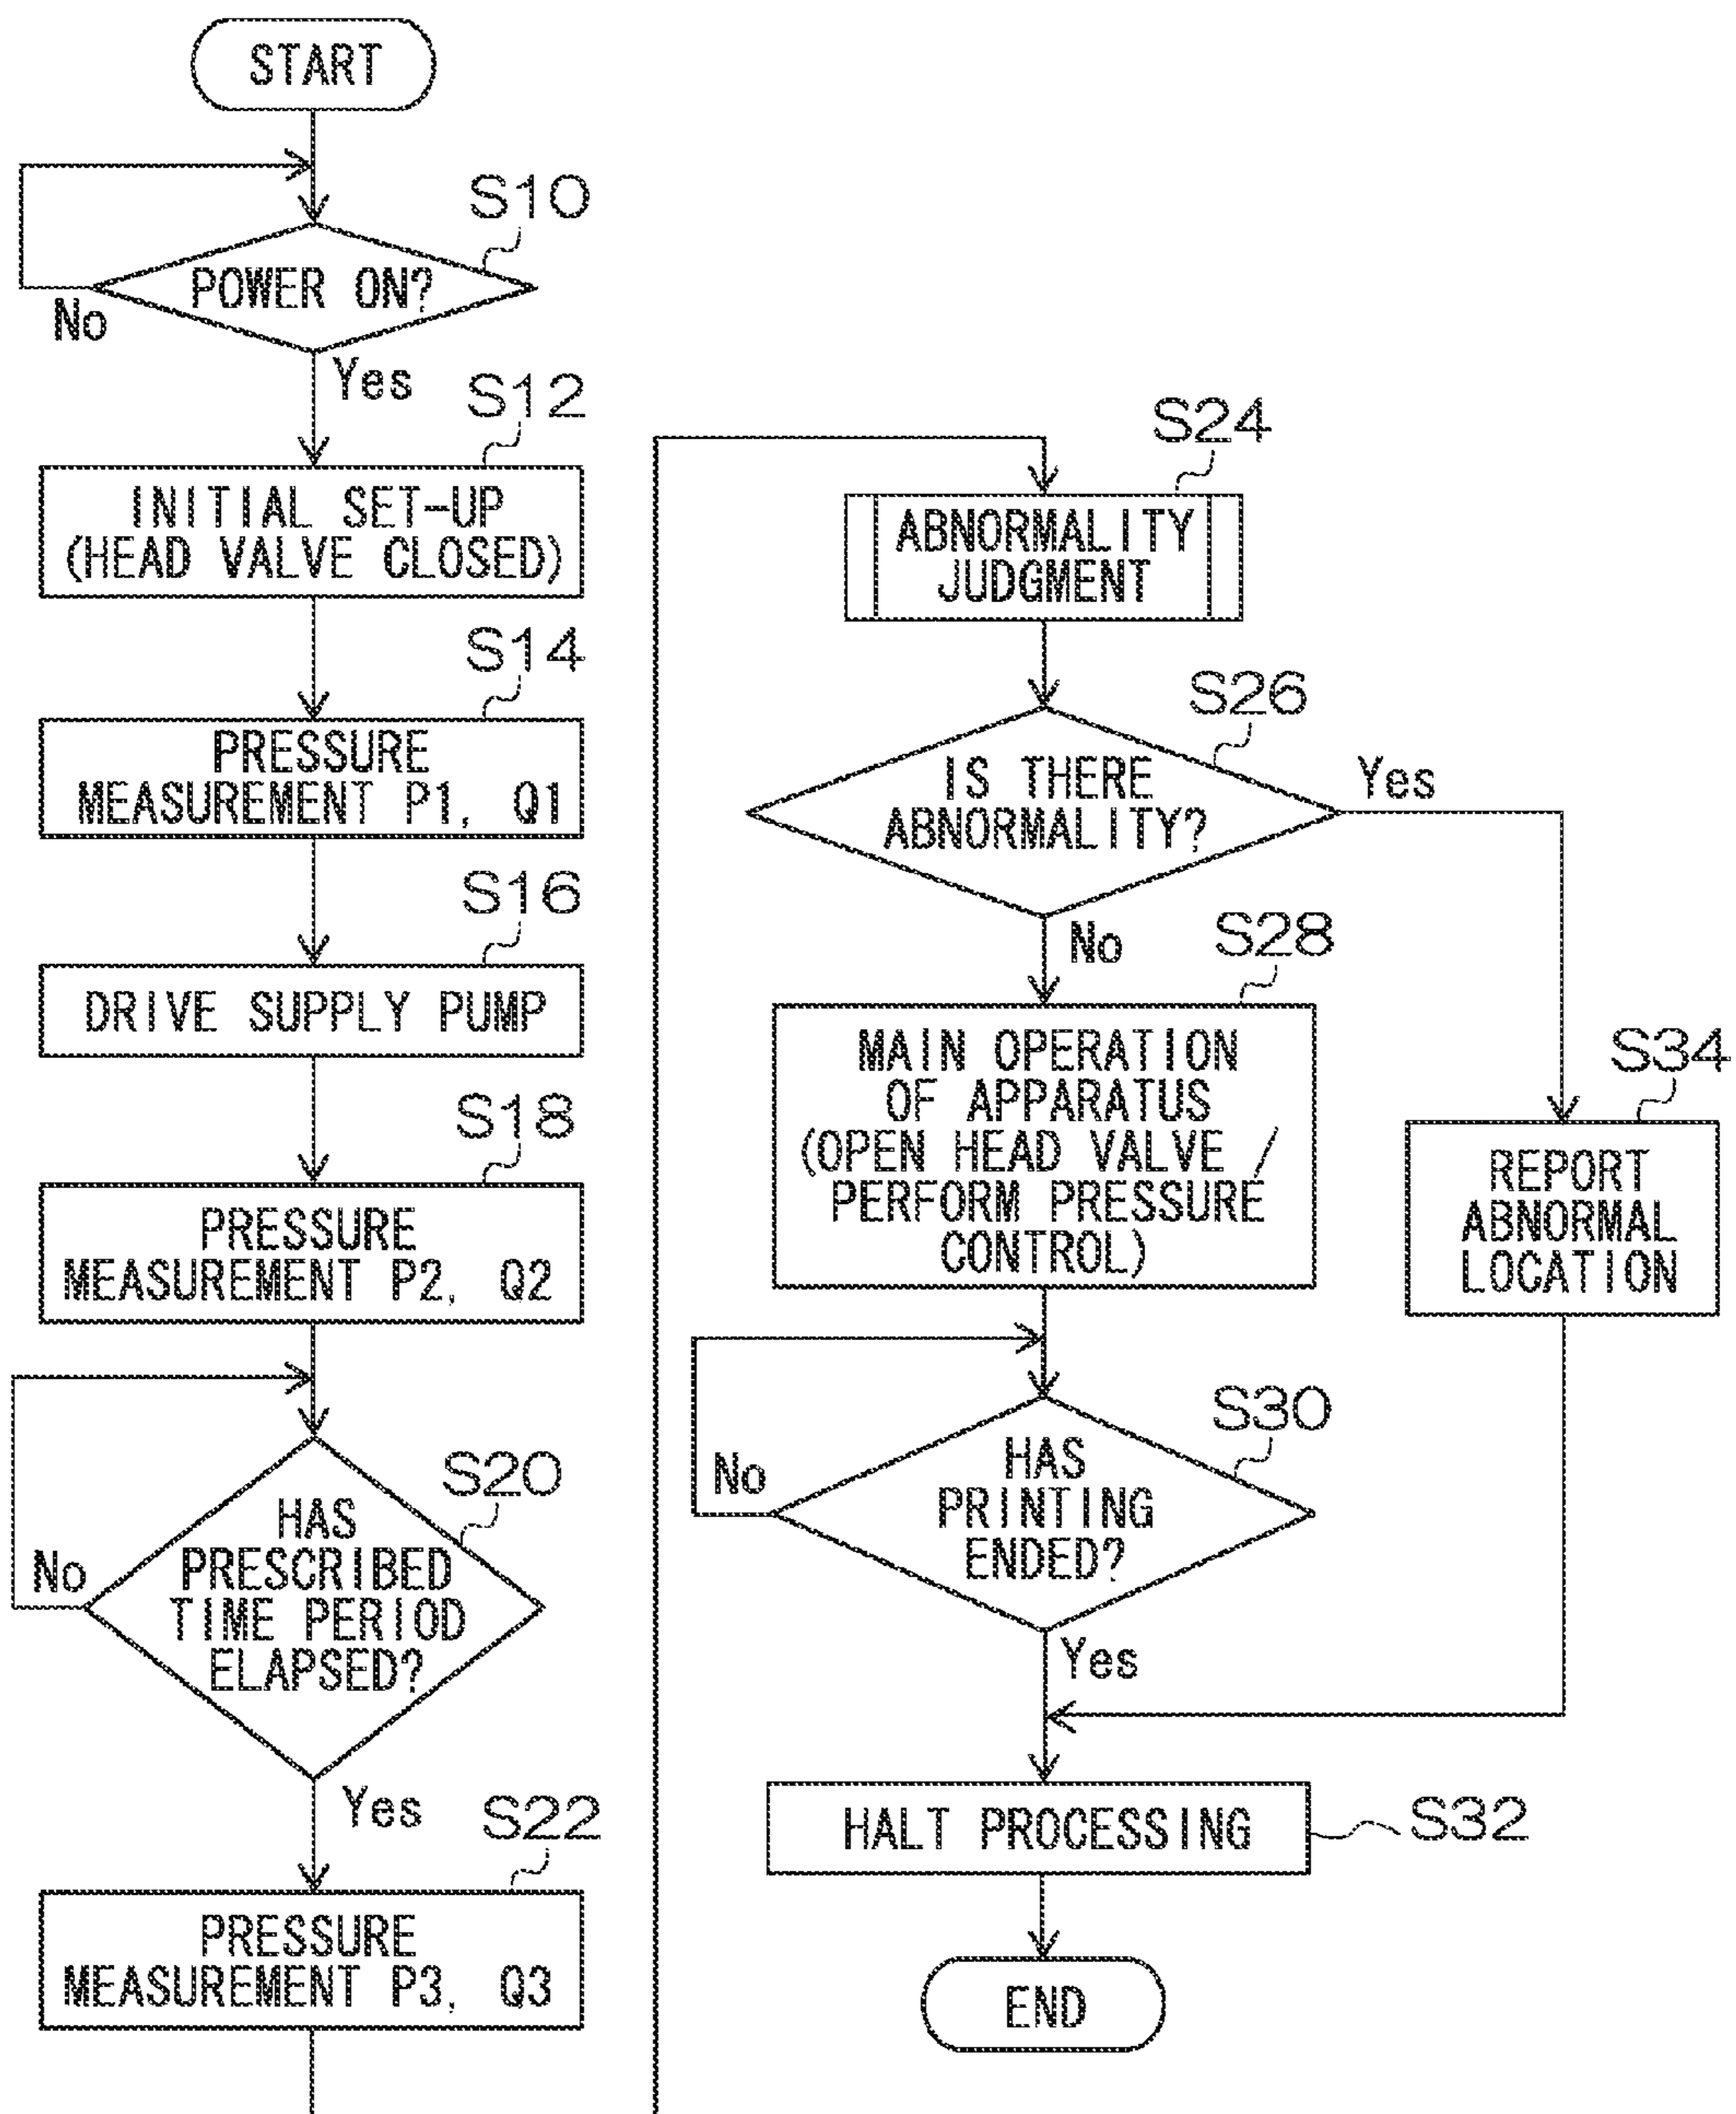 START
S10
POWER ON?
No
Yes
S12
INITIAL SET-UP
(HEAD VALVE CLOSED)
S14
PRESSURE
MEASUREMENT P1, Q1
S16
DRIVE SUPPLY PUMP
S18
PRESSURE
MEASUREMENT P2, Q2
S20
HAS
PRESCRIBED
TIME PERIOD
ELAPSED?
No
Yes
S22
PRESSURE
MEASUREMENT P3, Q3
S24
ABNORMALITY
JUDGMENT
S26
IS THERE
ABNORMALITY?
Yes
No
S28
MAIN OPERATION
OF APPARATUS
(OPEN HEAD VALVE /
PERFORM PRESSURE
CONTROL)
S34
REPORT
ABNORMAL
LOCATION
S30
HAS
PRINTING
ENDED?
No
Yes
HALT PROCESSING
S32
END